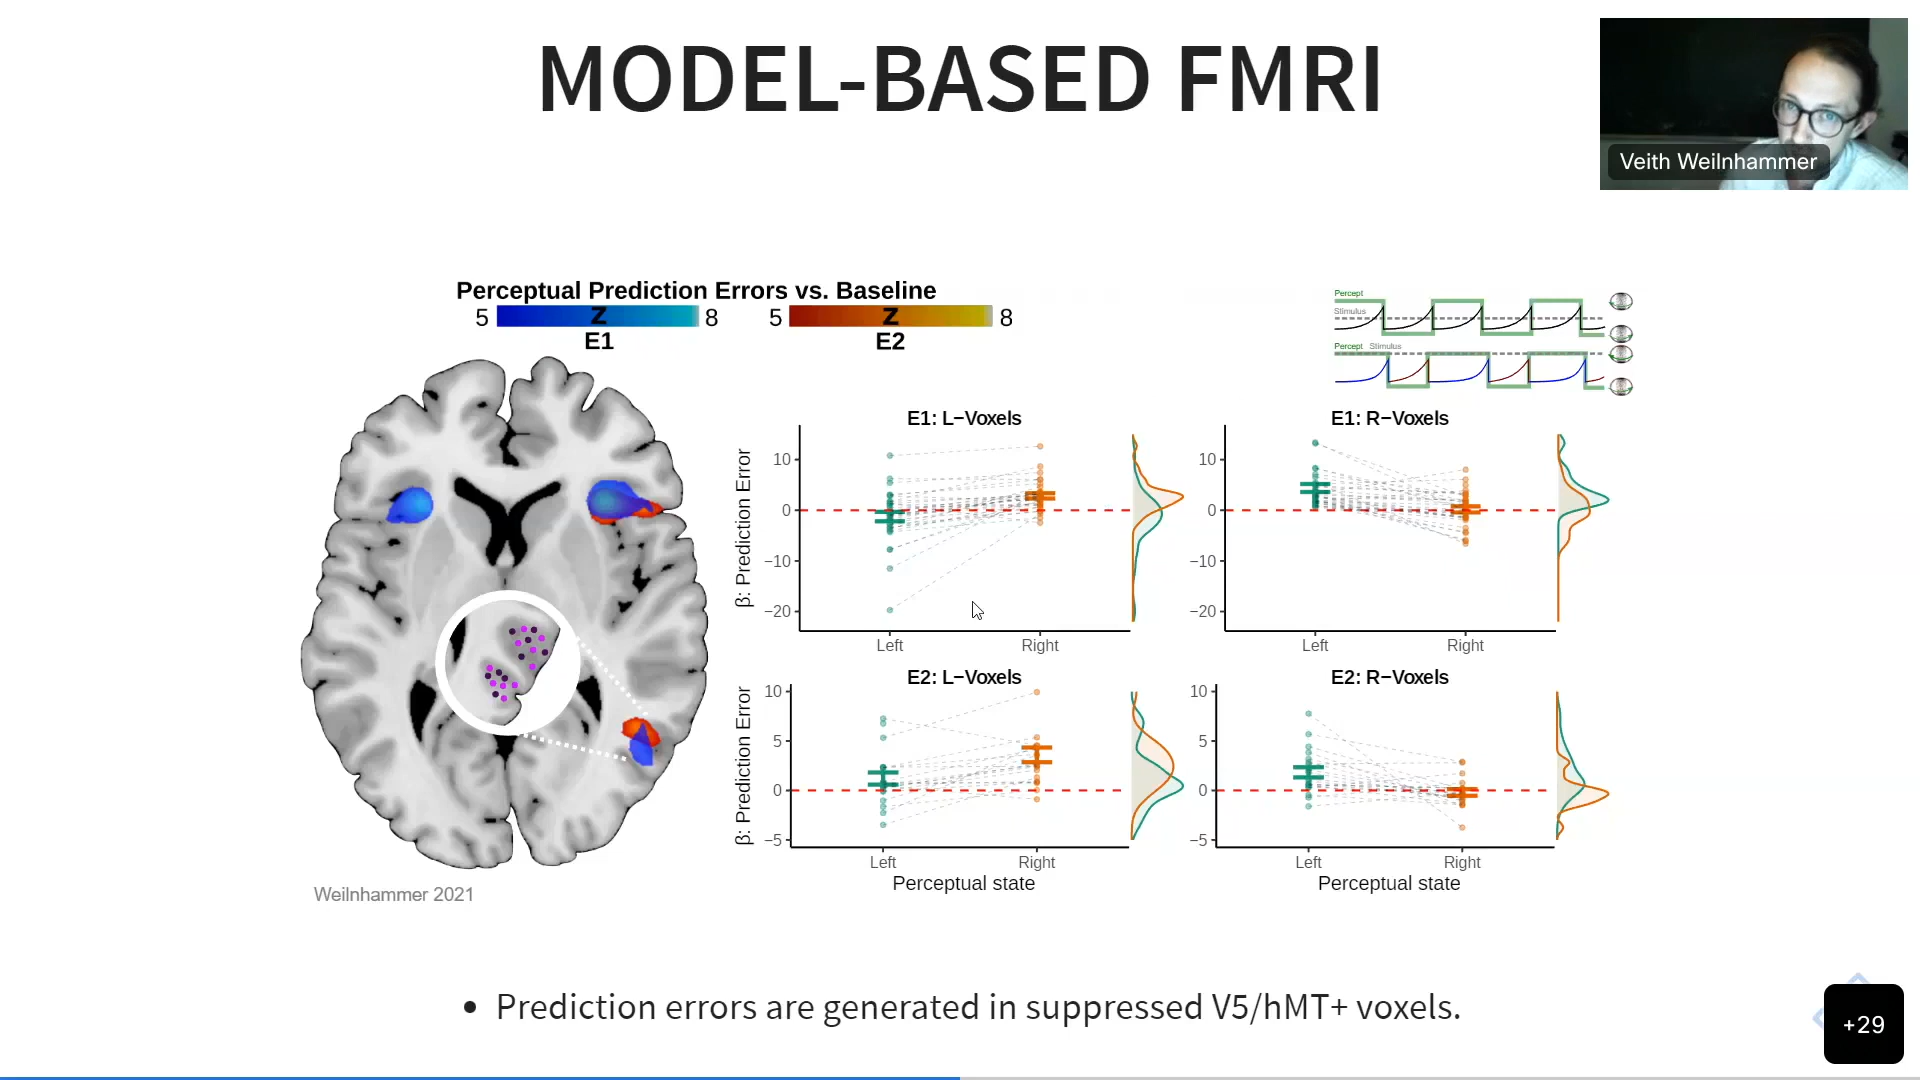 MODEL-BASED FMRI
Veith Weilnhammer
Perceptual Prediction Errors vs. Baseline
5 Z 8 5 Z 8
E1 E2
Percept
Stimulus
Percept Stimulus
E1: L−Voxels
β: Prediction Error
10
0
−10
−20
Left Right
E1: R−Voxels
10
0
−10
−20
Left Right
E2: L−Voxels
β: Prediction Error
10
5
0
−5
Left Right
Perceptual state
E2: R−Voxels
10
5
0
−5
Left Right
Perceptual state
Weilnhammer 2021
• Prediction errors are generated in suppressed V5/hMT+ voxels.
+29